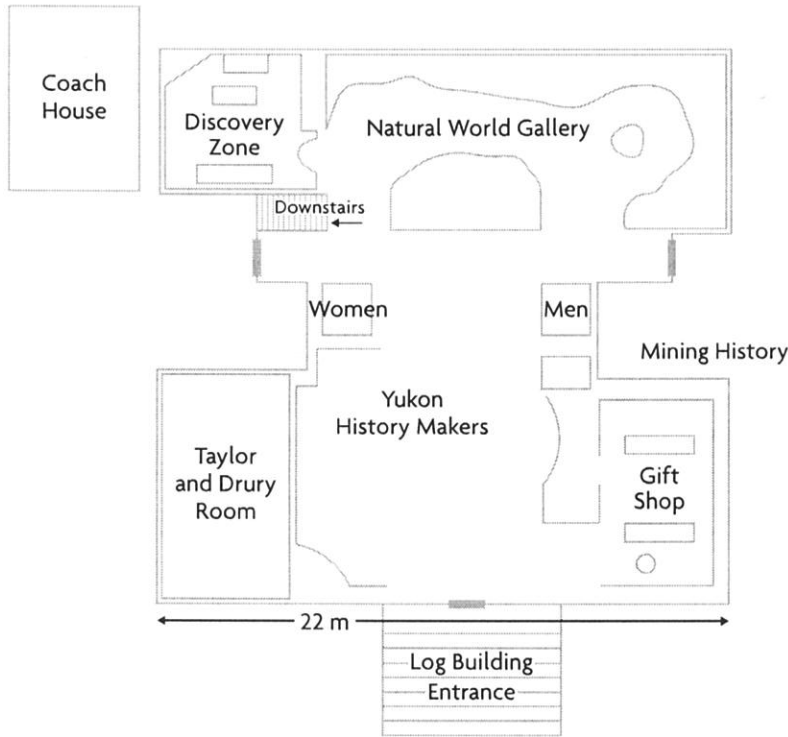 Coach
House
Discovery
Zone
Natural World Gallery
Downstairs
Women
Men
Mining History
Yukon
History Makers
Taylor
and Drury
Room
Gift
Shop
22 m
Log Building
Entrance